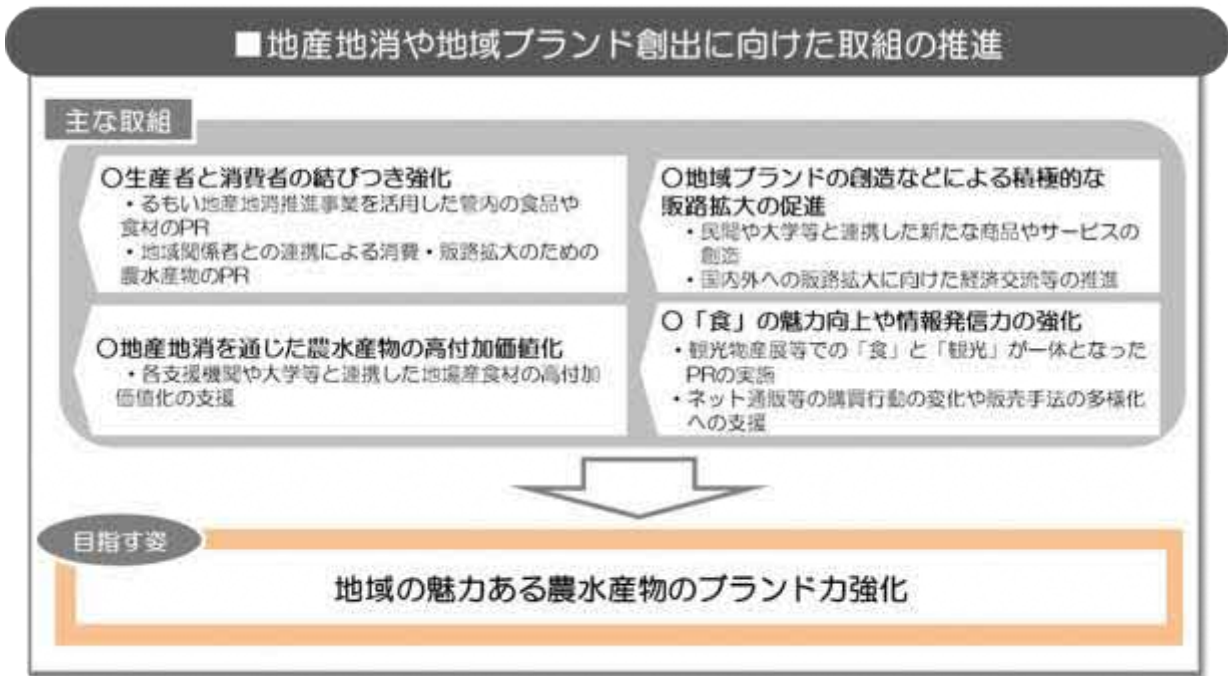 ■地産地消や地域ブランド創出に向けた取組の推進
主な取組
〇生産者と消費者の結びつき強化
・るもい地産地消推進事業を活用した管内の食品や
食材のPR
・地域関係者との連携による消費・販路拡大のための
農水産物のPR
〇地産地消を通じた農水産物の高付加価値化
・各支援機関や大学等と連携した地場産食材の高付加
価値化の支援
〇地域ブランドの創造などによる積極的な
販路拡大の促進
・民間や大学等と連携した新たな商品やサービスの
創造
・国内外への販路拡大に向けた経済交流等の推進
〇「食」の魅力向上や情報発信力の強化
・観光物産展等での「食」と「観光」が一体となった
PRの実施
・ネット通販等の購買行動の変化や販売手法の多様化
への支援
目指す姿
地域の魅力ある農水産物のブランド力強化